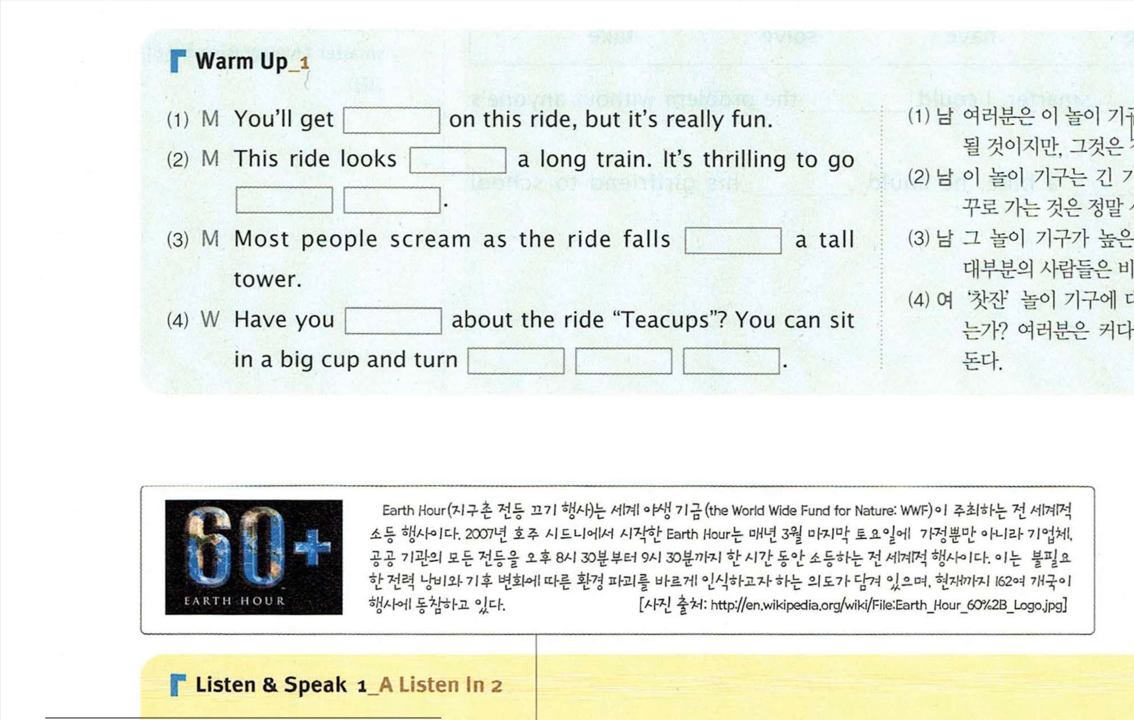 Warm Up_1
(1) M You'll get on this ride, but it's really fun.
(2) M This ride looks a long train. It's thrilling to go
.
(3) M Most people scream as the ride falls a tall
tower.
(4) W Have you about the ride “Teacups”? You can sit
in a big cup and turn .
(1) 남 여러분은 이 놀이
될 것이지만, 그것은
(2) 남 이 놀이 기구는 긴
꾸로 가는 것은 정말
(3) 남 그 놀이 기구가 높은
대부분의 사람들은
(4) 여 ‘찻잔’ 놀이 기구에
는가? 여러분은 커다
돈다.
60+
EARTH HOUR
Earth Hour(지구촌 전등 끄기 행사)는 세계 야생 기금(the World Wide Fund for Nature: WWF)이 주최하는 전 세계적
소등 행사이다. 2007년 호주 시드니에서 시작한 Earth Hour는 매년 3월 마지막 토요일에 가정뿐만 아니라 기업체,
공공 기관의 모든 전등을 오후 8시 30분부터 9시 30분까지 한 시간 동안 소등하는 전 세계적 행사이다. 이는 불필요
한 전력 낭비와 기후 변화에 따른 환경 파괴를 바르게 인식하고자 하는 의도가 담겨 있으며, 현재까지 162여 개국이
행사에 동참하고 있다. [사진 출처: http://en.wikipedia.org/wiki/File:Earth_Hour_60%2B_Logo.jpg]
Listen & Speak 1_A Listen In 2